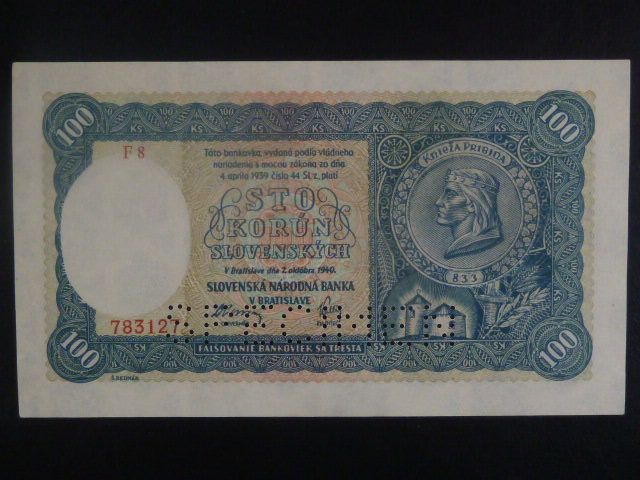 100
100
F 8
Táto bankovka, vydaná podľa vládneho
nariadenia s mocou zákona zo dňa
4. apríla 1939 číslo 44 Sl. z., platí
STO
KORÚN
SLOVENSKÝCH
V Bratislave dňa 7. októbra 1940.
SLOVENSKÁ NÁRODNÁ BANKA
V BRATISLAVE
KNIEŽA PRIBINA
833
783127
SPECIMEN
100
FALŠOVANIE BANKOVIEK SA TRESTÁ
100
Š. BEDNÁR